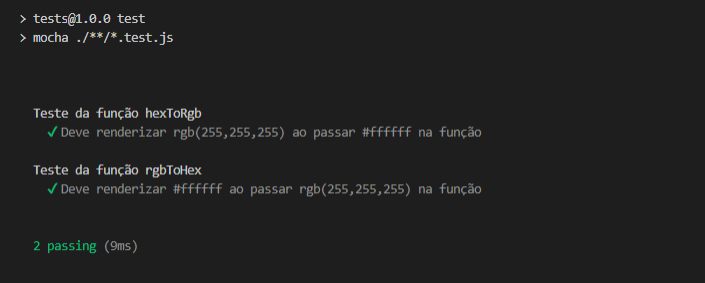 > tests@1.0.0 test
> mocha ./**/*.test.js
Teste da função hexToRgb
✓ Deve renderizar rgb(255,255,255) ao passar #ffffff na função
Teste da função rgbToHex
✓ Deve renderizar #ffffff ao passar rgb(255,255,255) na função
2 passing (9ms)